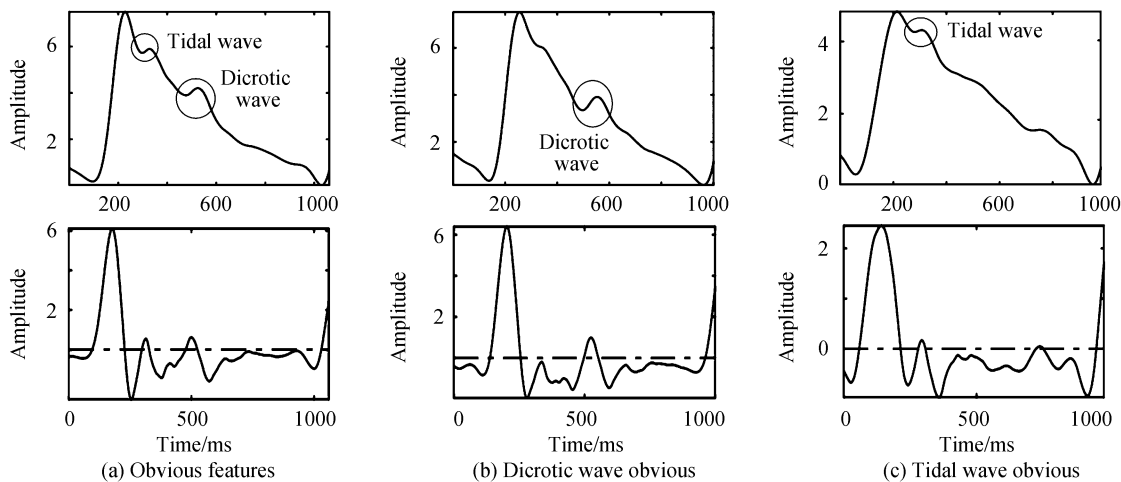 Amplitude
6
4
2
Tidal wave
Dicrotic
wave
200
600
1000
Amplitude
6
4
2
Dicrotic
wave
200
600
1000
Amplitude
4
2
0
Tidal wave
200
600
1000
Amplitude
6
2
0
500
1000
Time/ms
(a) Obvious features
Amplitude
6
2
0
500
1000
Time/ms
(b) Dicrotic wave obvious
Amplitude
2
0
0
500
1000
Time/ms
(c) Tidal wave obvious